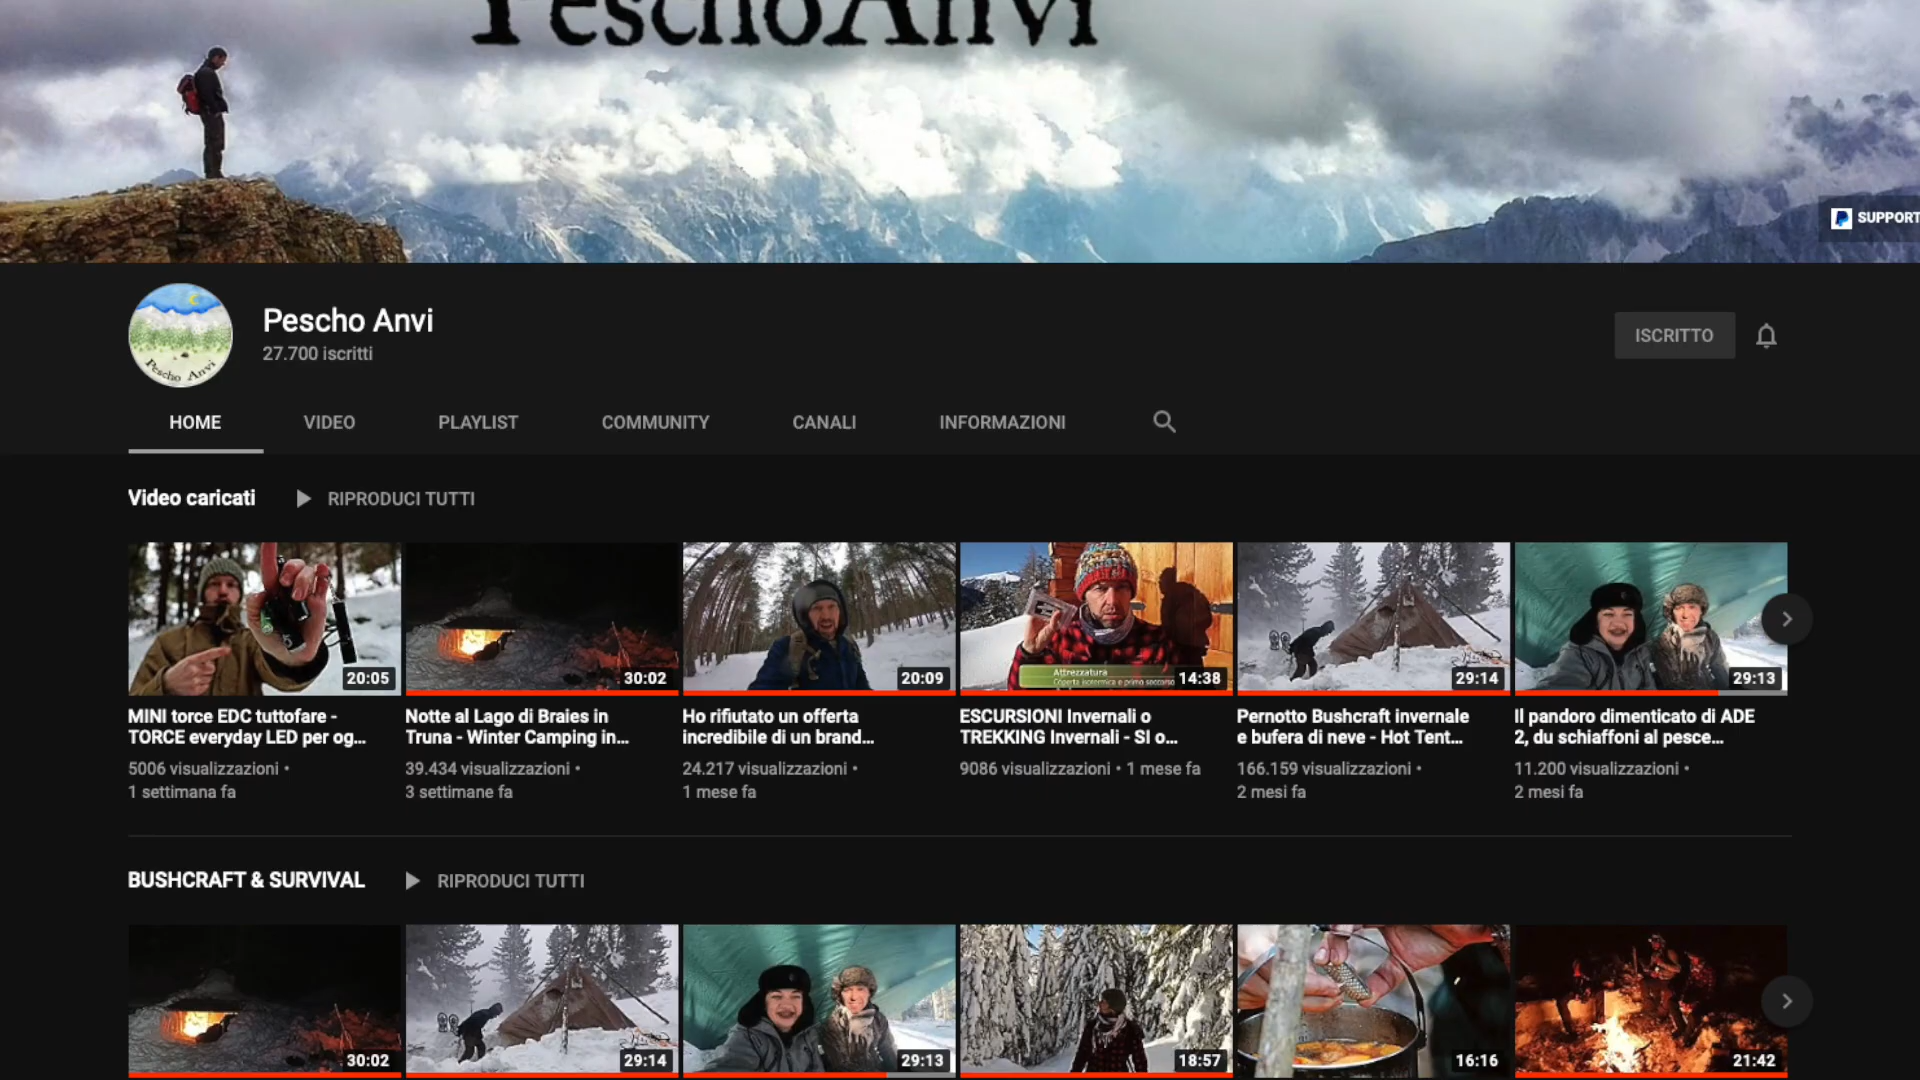 PeschoAnvi
SUPPORT
Pescho Anvi
Pescho Anvi
27.700 iscritti
ISCRITTO
HOME
VIDEO
PLAYLIST
COMMUNITY
CANALI
INFORMAZIONI
Video caricati
RIPRODUCI TUTTI
20:05
30:02
20:09
Attrezzatura
Coperta isotermica e primo soccorso
14:38
29:14
29:13
MINI torce EDC tuttofare -
TORCE everyday LED per og...
5006 visualizzazioni •
1 settimana fa
Notte al Lago di Braies in
Truna - Winter Camping in...
39.434 visualizzazioni •
3 settimane fa
Ho rifiutato un offerta
incredibile di un brand...
24.217 visualizzazioni •
1 mese fa
ESCURSIONI Invernali o
TREKKING Invernali - SI o...
9086 visualizzazioni • 1 mese fa
Pernotto Bushcraft invernale
e bufera di neve - Hot Tent...
166.159 visualizzazioni •
2 mesi fa
Il pandoro dimenticato di ADE
2, du schiaffoni al pesce...
11.200 visualizzazioni •
2 mesi fa
BUSHCRAFT & SURVIVAL
RIPRODUCI TUTTI
30:02
29:14
29:13
18:57
16:16
21:42